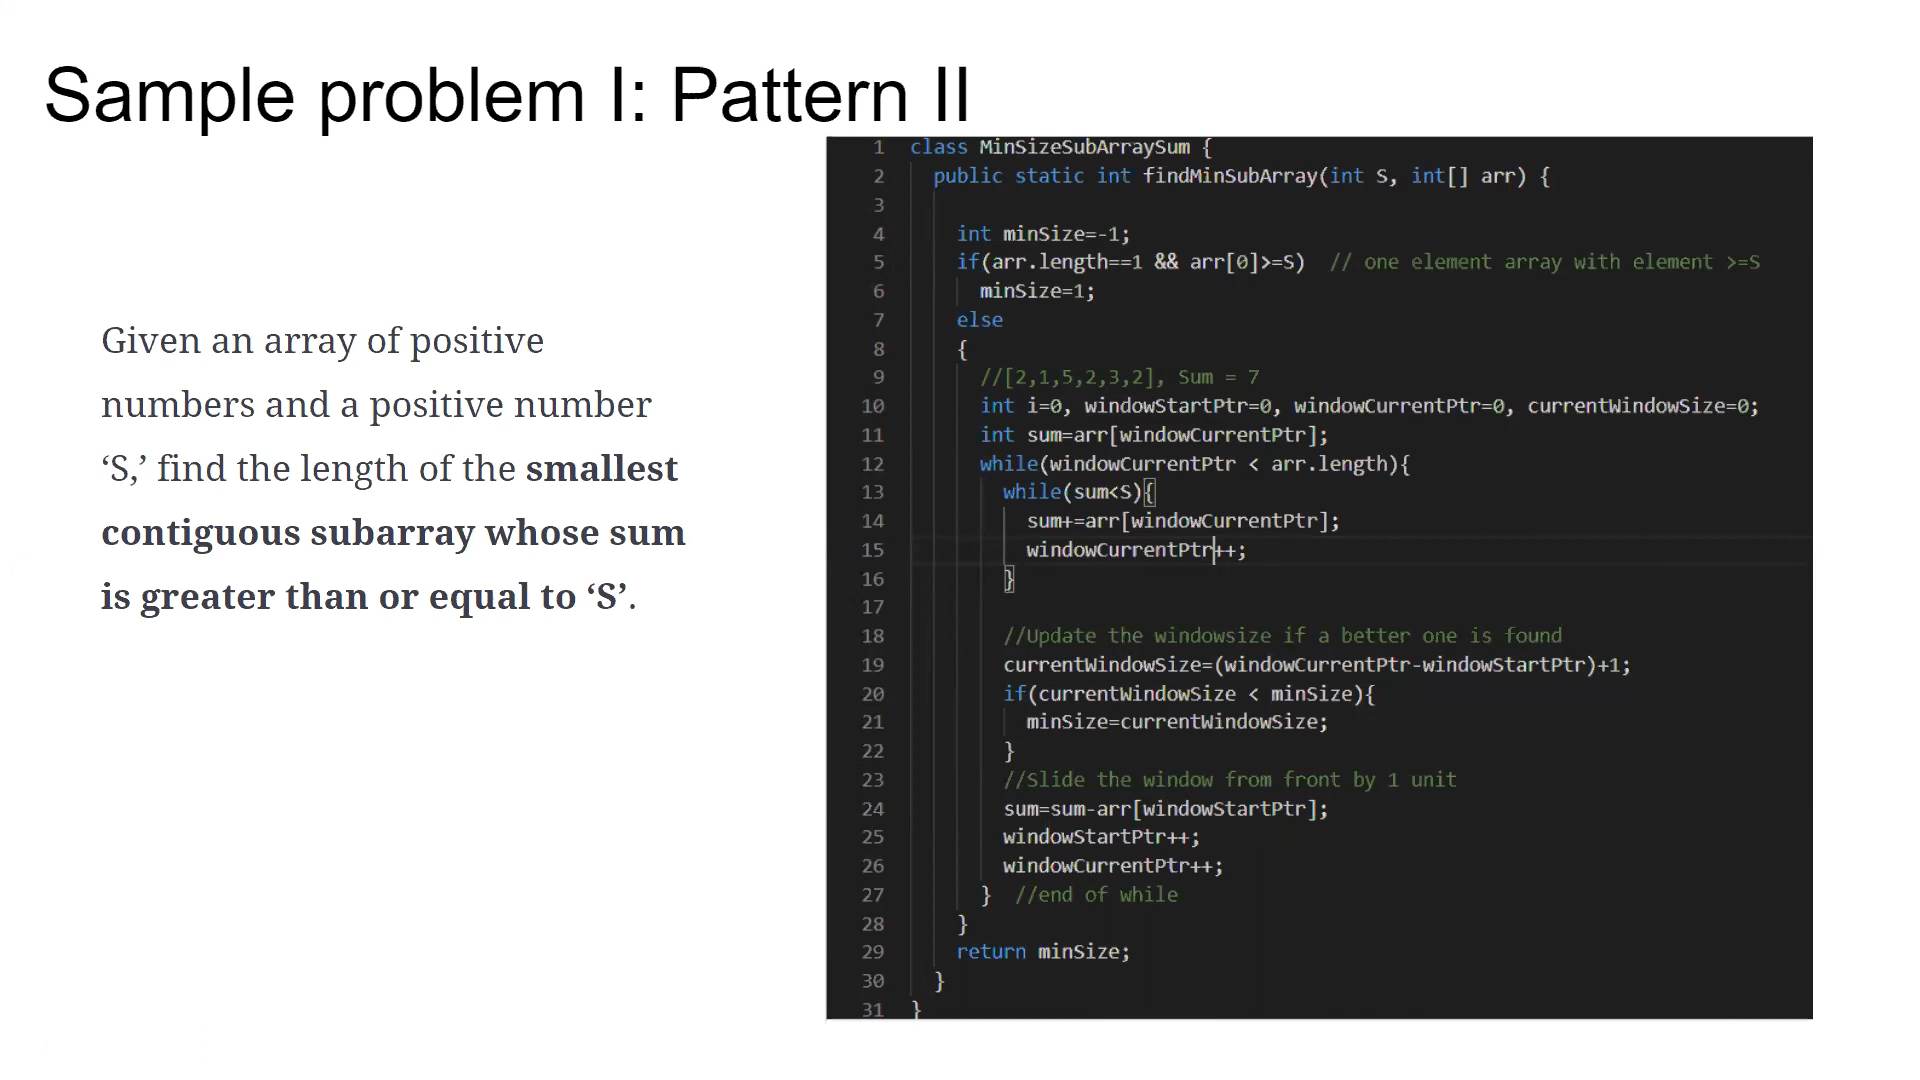 Sample problem I: Pattern II
Given an array of positive
numbers and a positive number
‘S,’ find the length of the smallest
contiguous subarray whose sum
is greater than or equal to ‘S’.
1 class MinSizeSubArraySum {
2 public static int findMinSubArray(int S, int[] arr) {
3
4 int minSize=-1;
5 if(arr.length==1 && arr[0]>=S) // one element array with element >=S
6 minSize=1;
7 else
8 {
9 //[2,1,5,2,3,2], Sum = 7
10 int i=0, windowStartPtr=0, windowCurrentPtr=0, currentWindowSize=0;
11 int sum=arr[windowCurrentPtr];
12 while(windowCurrentPtr < arr.length){
13 while(sum<S){
14 sum+=arr[windowCurrentPtr];
15 windowCurrentPtr++;
16 }
17
18 //Update the windowsize if a better one is found
19 currentWindowSize=(windowCurrentPtr-windowStartPtr)+1;
20 if(currentWindowSize < minSize){
21 minSize=currentWindowSize;
22 }
23 //Slide the window from front by 1 unit
24 sum=sum-arr[windowStartPtr];
25 windowStartPtr++;
26 windowCurrentPtr++;
27 } //end of while
28 }
29 return minSize;
30 }
31 }